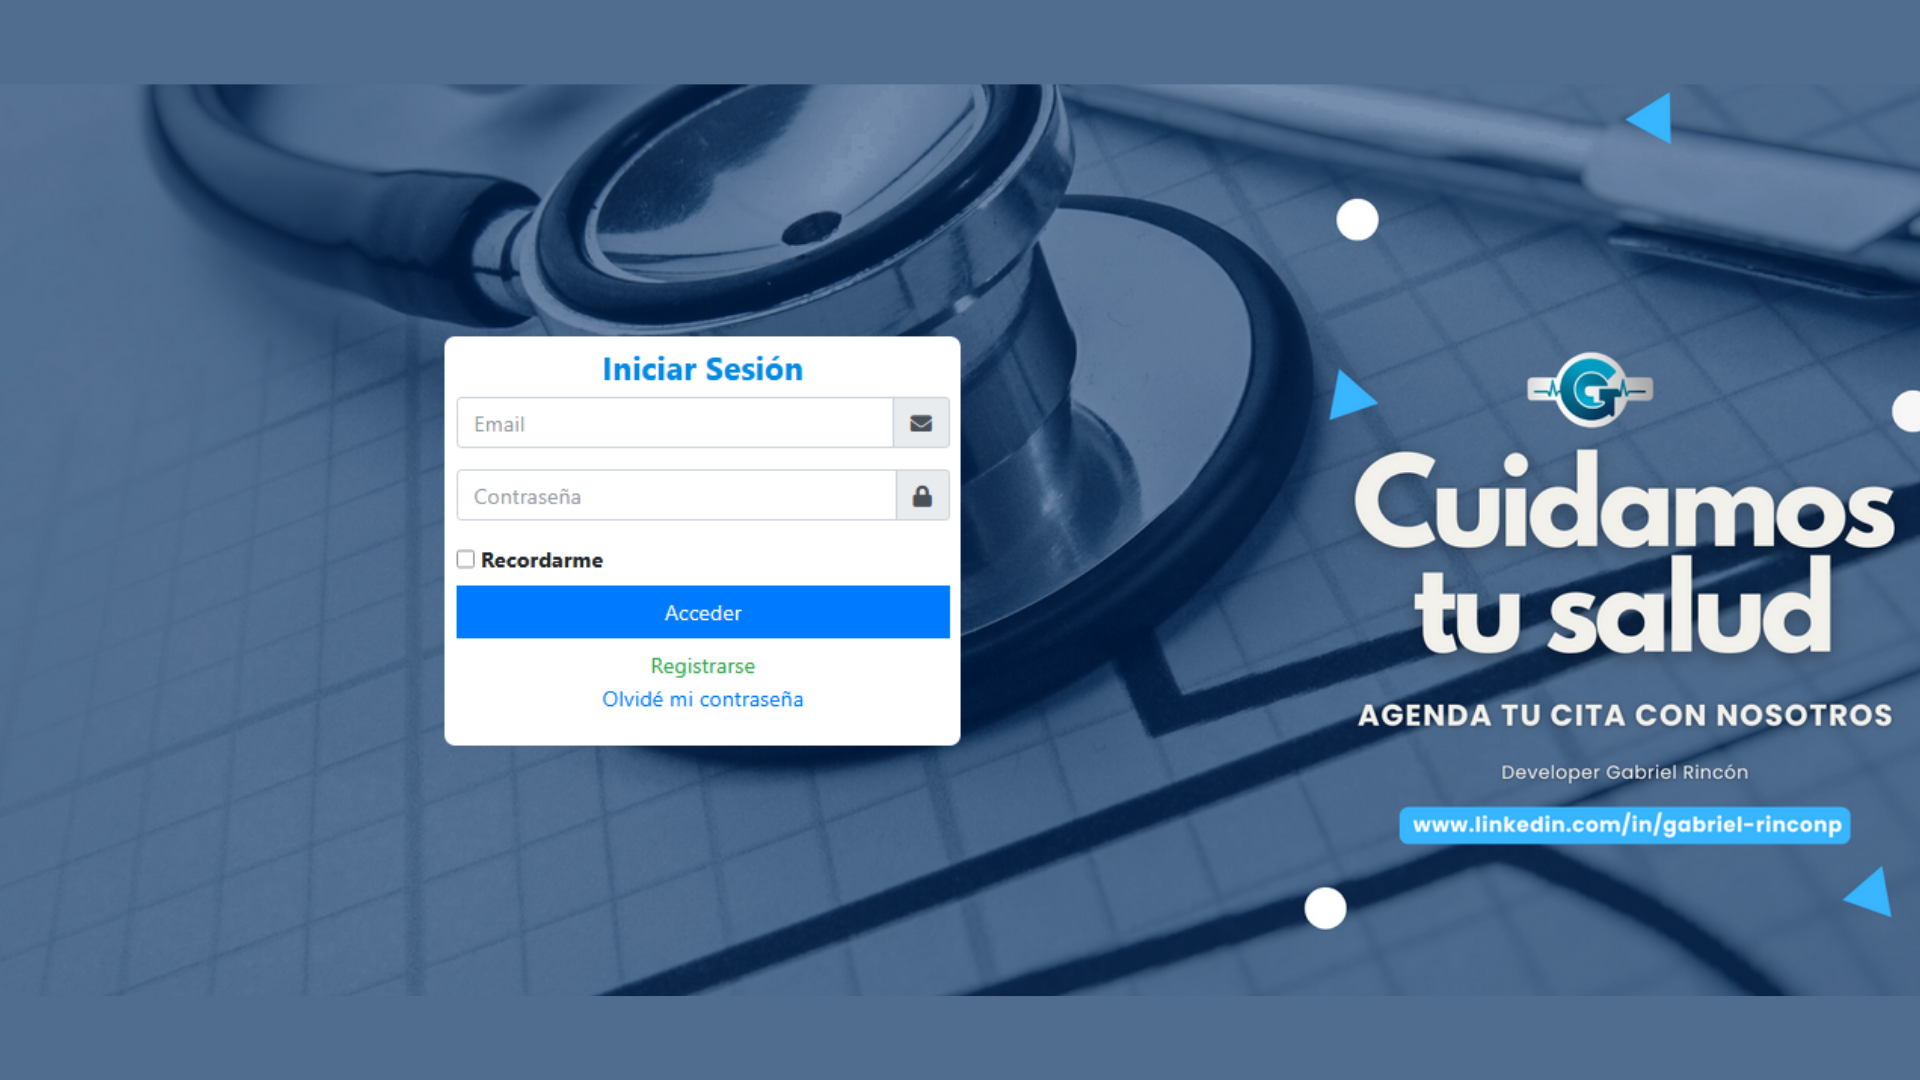 Iniciar Sesión
Email
Contraseña
Recordarme
Acceder
Registrarse
Olvidé mi contraseña
G
Cuidamos
tu salud
AGENDA TU CITA CON NOSOTROS
Developer Gabriel Rincón
www.linkedin.com/in/gabriel-rinconp